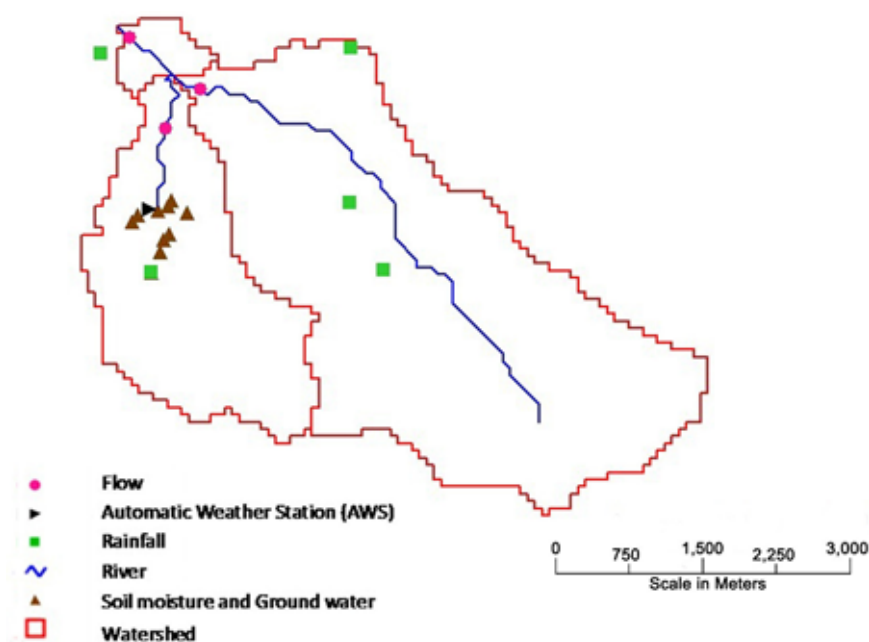 Flow
Automatic Weather Station (AWS)
Rainfall
River
Soil moisture and Ground water
Watershed
0 750 1,500 2,250 3,000
Scale in Meters